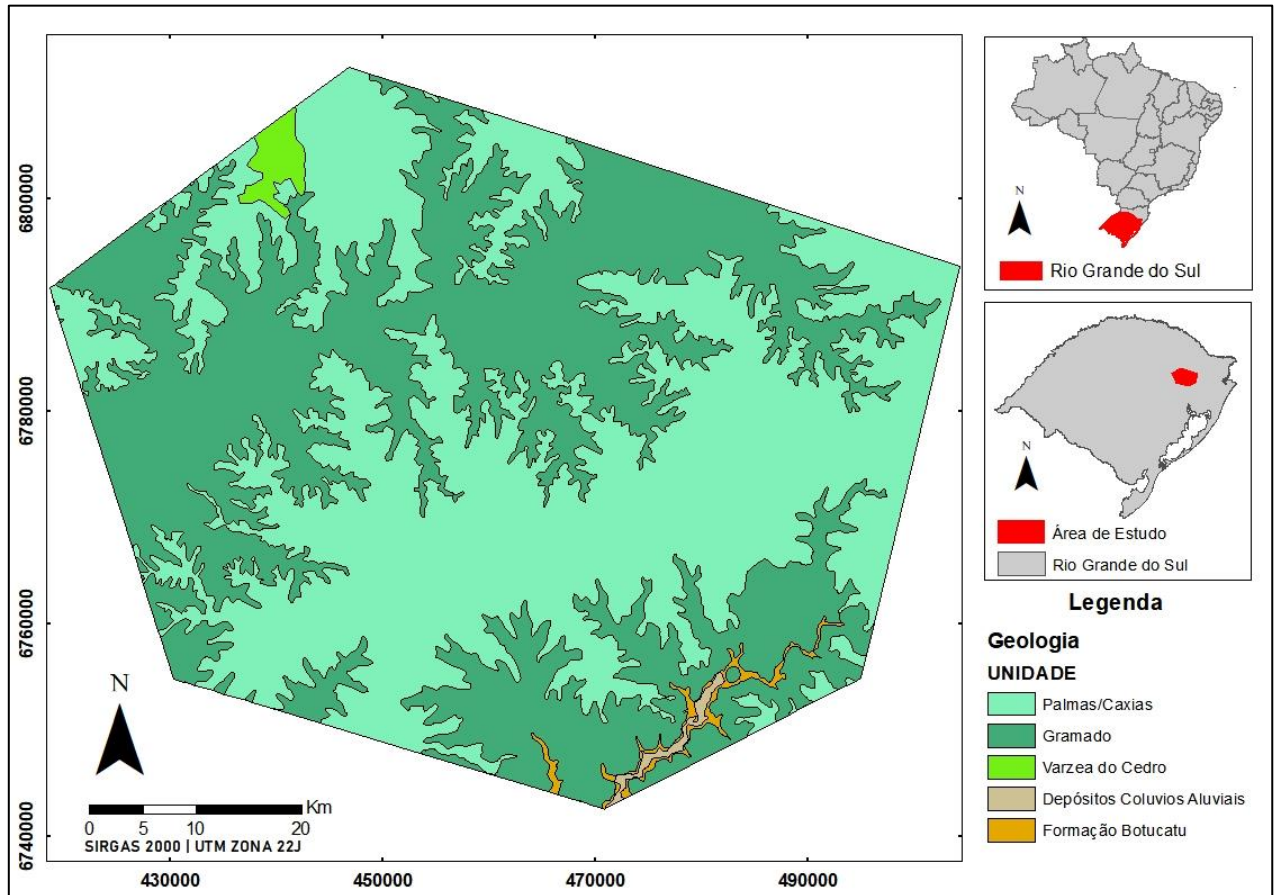 6800000
6780000
6760000
6740000
430000
450000
470000
490000
N
0 5 10 20 Km
SIRGAS 2000 | UTM ZONA 22J
N
Rio Grande do Sul
N
Área de Estudo
Rio Grande do Sul
Legenda
Geologia
UNIDADE
Palmas/Caxias
Gramado
Varzea do Cedro
Depósitos Coluvios Aluviais
Formação Botucatu